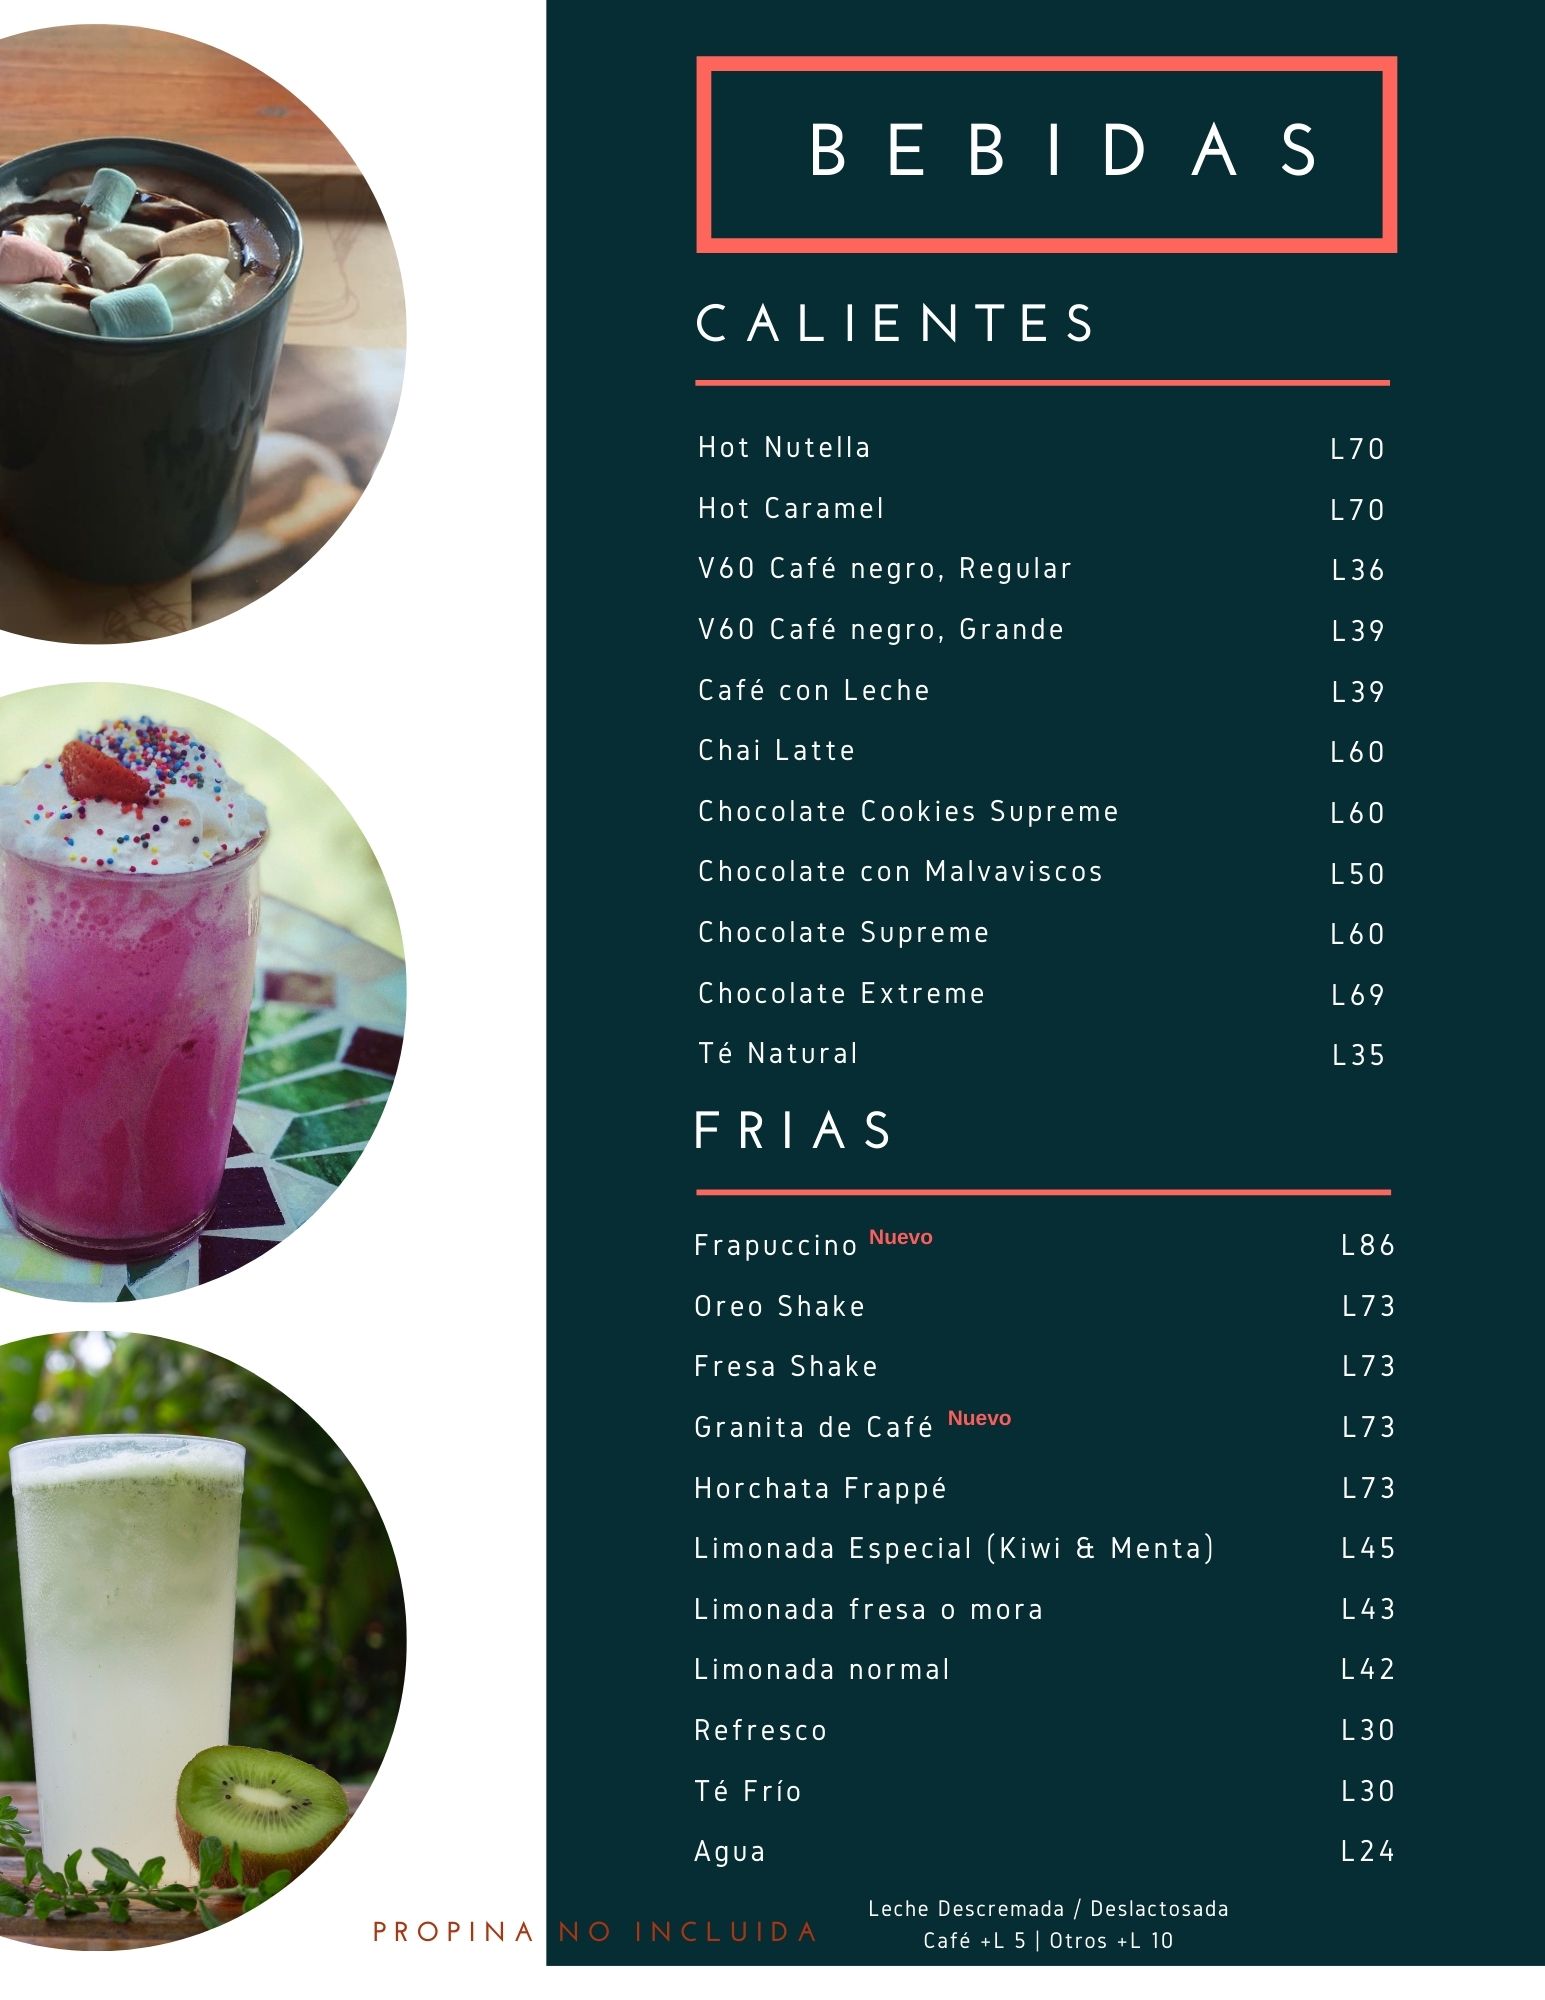 BEBIDAS
CALIENTES
Hot Nutella L70
Hot Caramel L70
V60 Café negro, Regular L36
V60 Café negro, Grande L39
Café con Leche L39
Chai Latte L60
Chocolate Cookies Supreme L60
Chocolate con Malvaviscos L50
Chocolate Supreme L60
Chocolate Extreme L69
Té Natural L35
FRIAS
Frapuccino Nuevo L86
Oreo Shake L73
Fresa Shake L73
Granita de Café Nuevo L73
Horchata Frappé L73
Limonada Especial (Kiwi & Menta) L45
Limonada fresa o mora L43
Limonada normal L42
Refresco L30
Té Frío L30
Agua L24
Leche Descremada / Deslactosada
Café +L 5 | Otros +L 10
PROPINA NO INCLUIDA